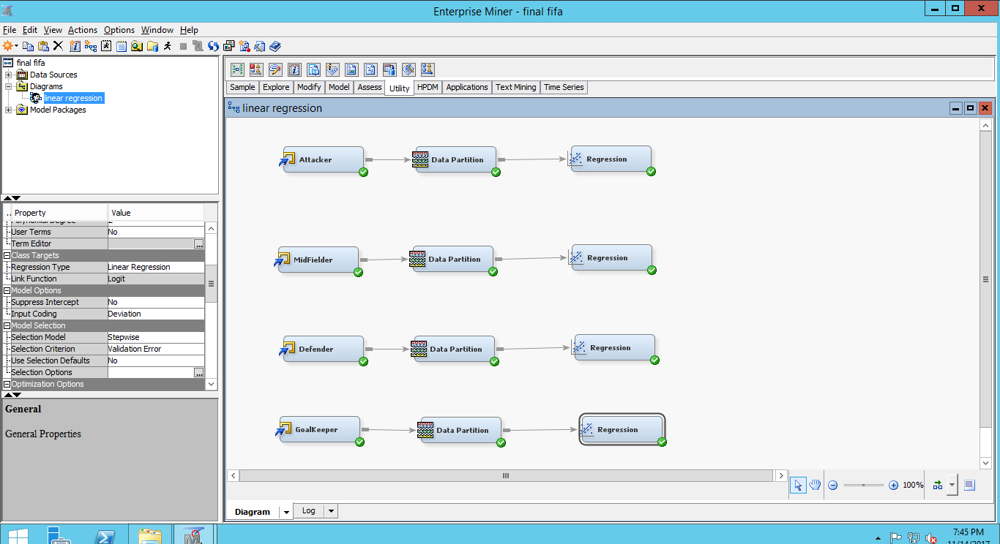 Enterprise Miner - final fifa
File Edit View Actions Options Window Help
final fifa
Data Sources
Diagrams
linear regression
Model Packages
Sample Explore Modify Model Assess Utility HPDM Applications Text Mining Time Series
linear regression
Attacker Data Partition Regression
MidFielder Data Partition Regression
Defender Data Partition Regression
GoalKeeper Data Partition Regression
.. Property Value
Polynomial Degree 2
User Terms No
Term Editor ...
Class Targets
Regression Type Linear Regression
Link Function Logit
Model Options
Suppress Intercept No
Input Coding Deviation
Model Selection
Selection Model Stepwise
Selection Criterion Validation Error
Use Selection Defaults No
Selection Options ...
Optimization Options
General
General Properties
100%
Diagram Log
7:45 PM
11/14/2017